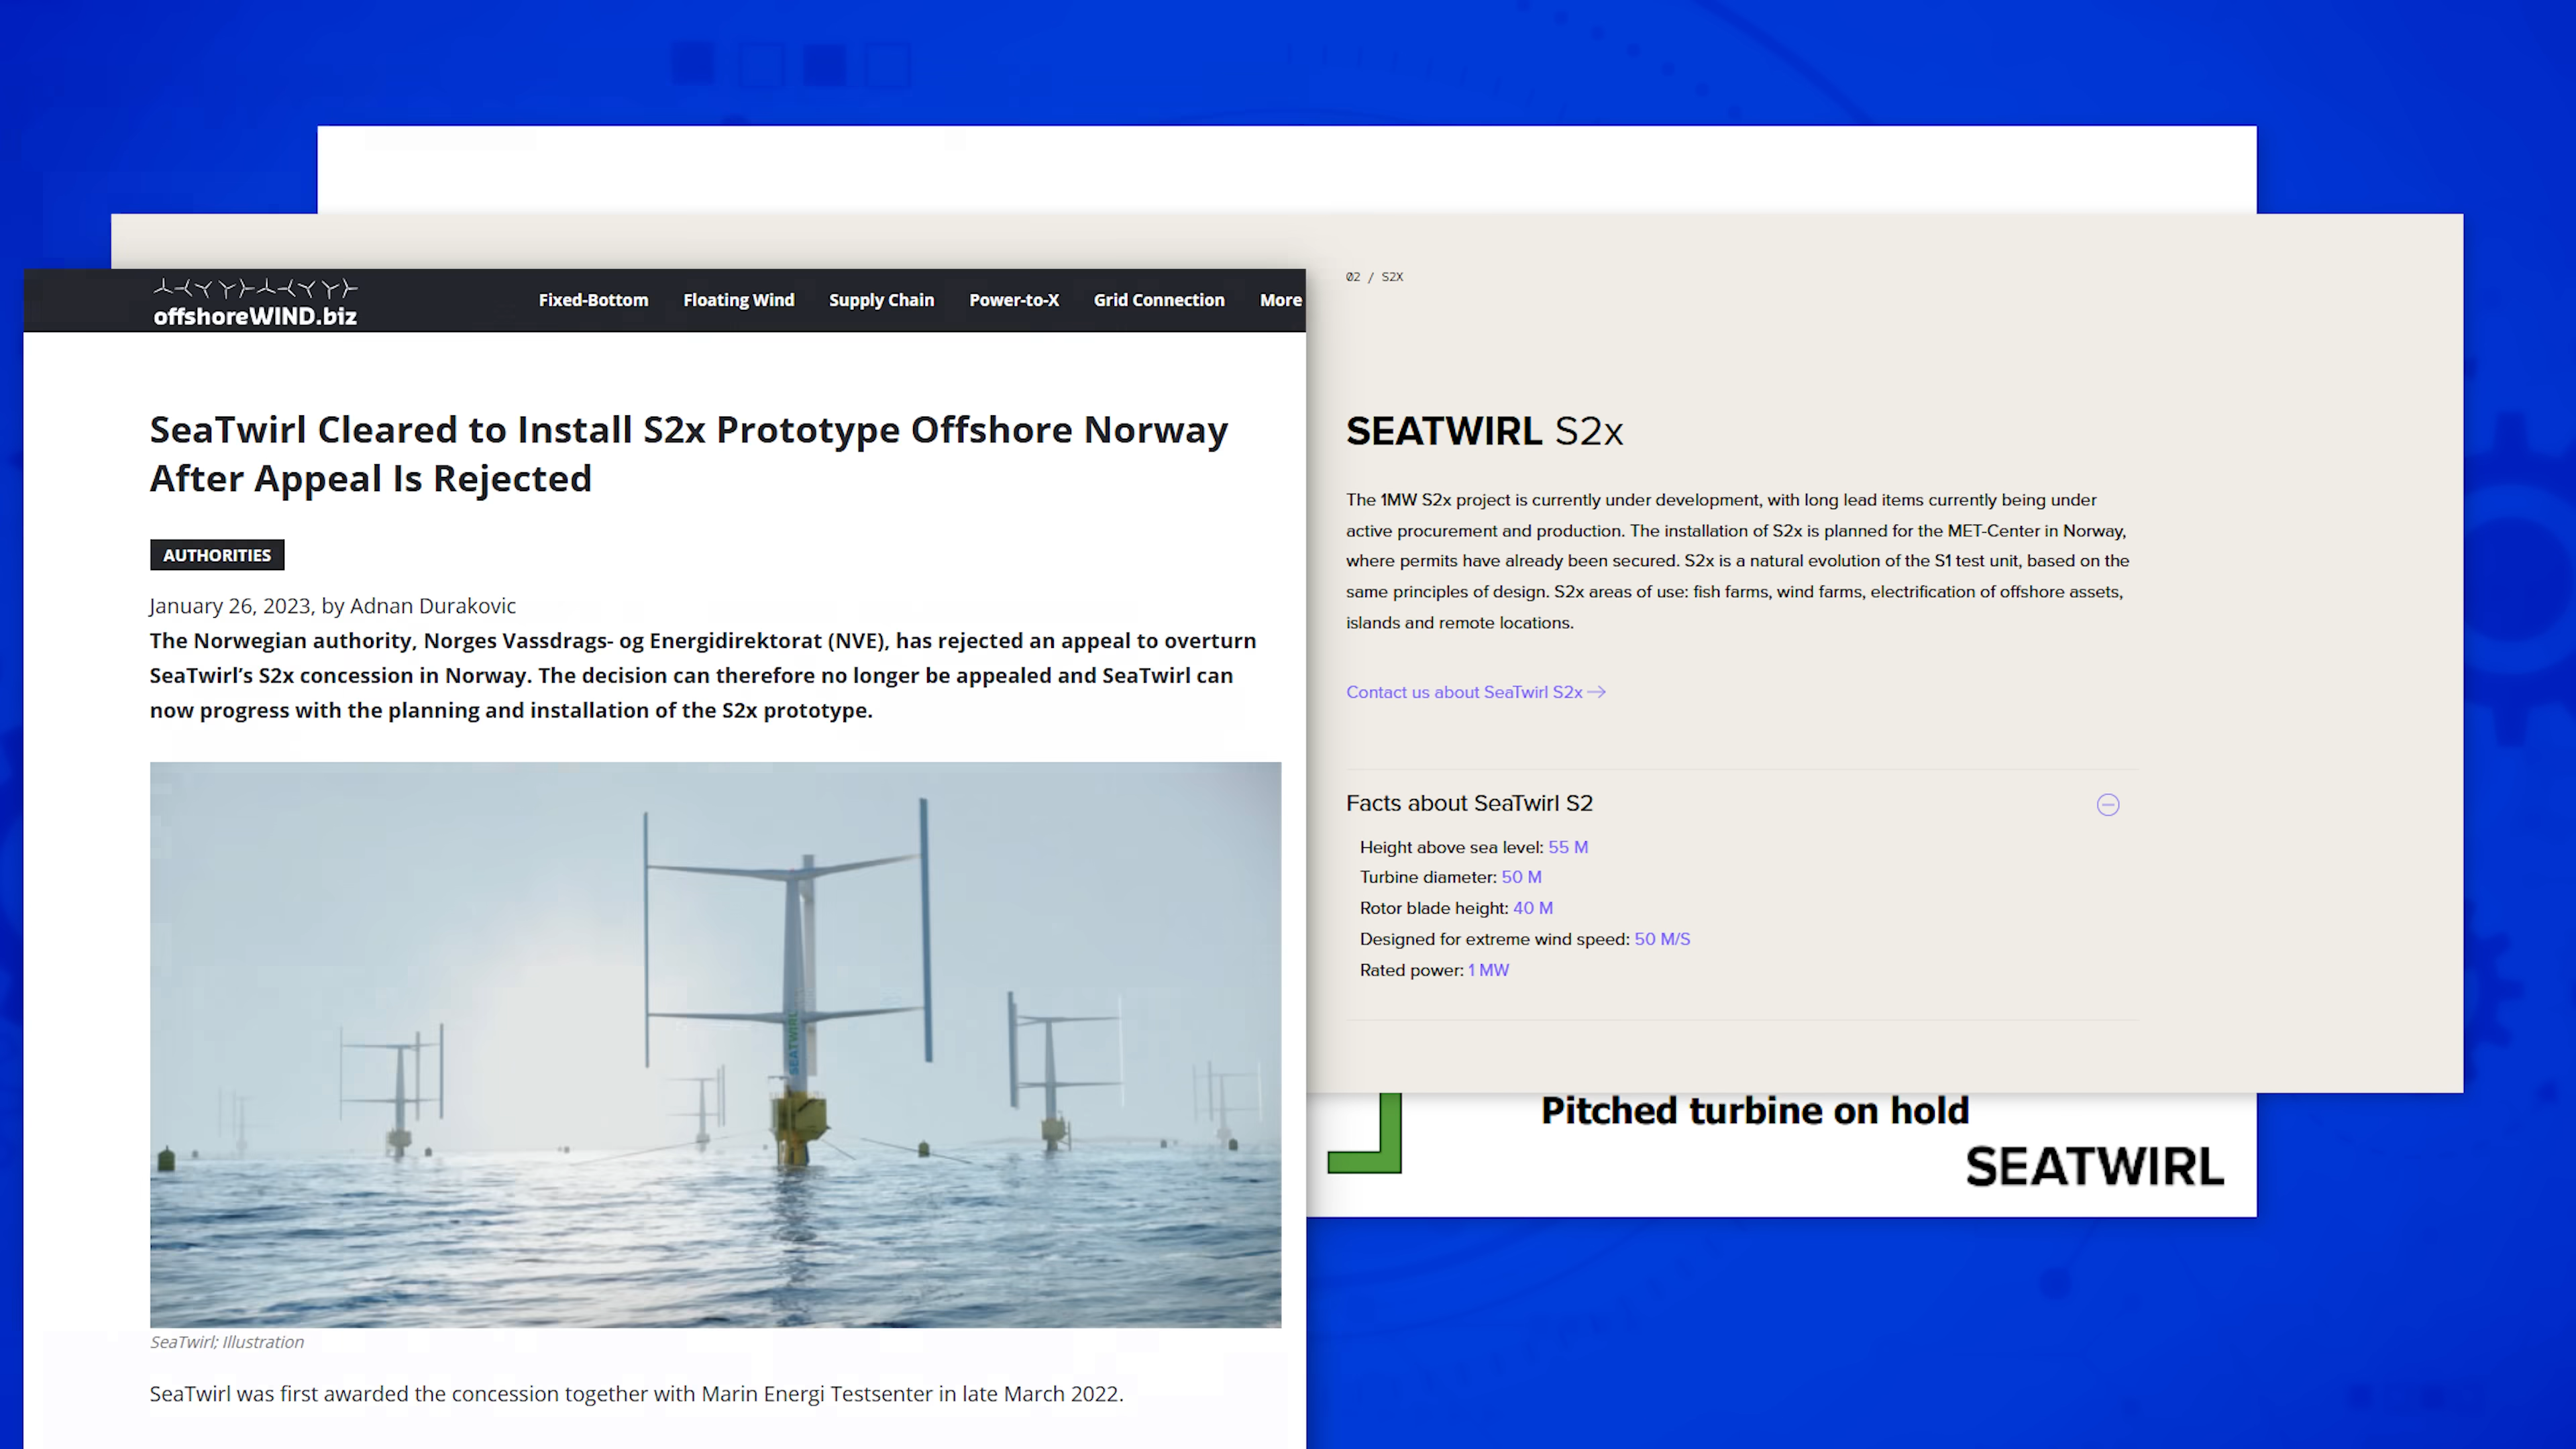 offshoreWIND.biz
Fixed-Bottom Floating Wind Supply Chain Power-to-X Grid Connection More
SeaTwirl Cleared to Install S2x Prototype Offshore Norway
After Appeal Is Rejected
AUTHORITIES
January 26, 2023, by Adnan Durakovic
The Norwegian authority, Norges Vassdrags- og Energidirektorat (NVE), has rejected an appeal to overturn
SeaTwirl’s S2x concession in Norway. The decision can therefore no longer be appealed and SeaTwirl can
now progress with the planning and installation of the S2x prototype.
SEATWIRL
SeaTwirl; Illustration
SeaTwirl was first awarded the concession together with Marin Energi Testsenter in late March 2022.
02 / S2X
SEATWIRL S2x
The 1MW S2x project is currently under development, with long lead items currently being under
active procurement and production. The installation of S2x is planned for the MET-Center in Norway,
where permits have already been secured. S2x is a natural evolution of the S1 test unit, based on the
same principles of design. S2x areas of use: fish farms, wind farms, electrification of offshore assets,
islands and remote locations.
Contact us about SeaTwirl S2x →
Facts about SeaTwirl S2
Height above sea level: 55 M
Turbine diameter: 50 M
Rotor blade height: 40 M
Designed for extreme wind speed: 50 M/S
Rated power: 1 MW
Pitched turbine on hold
SEATWIRL